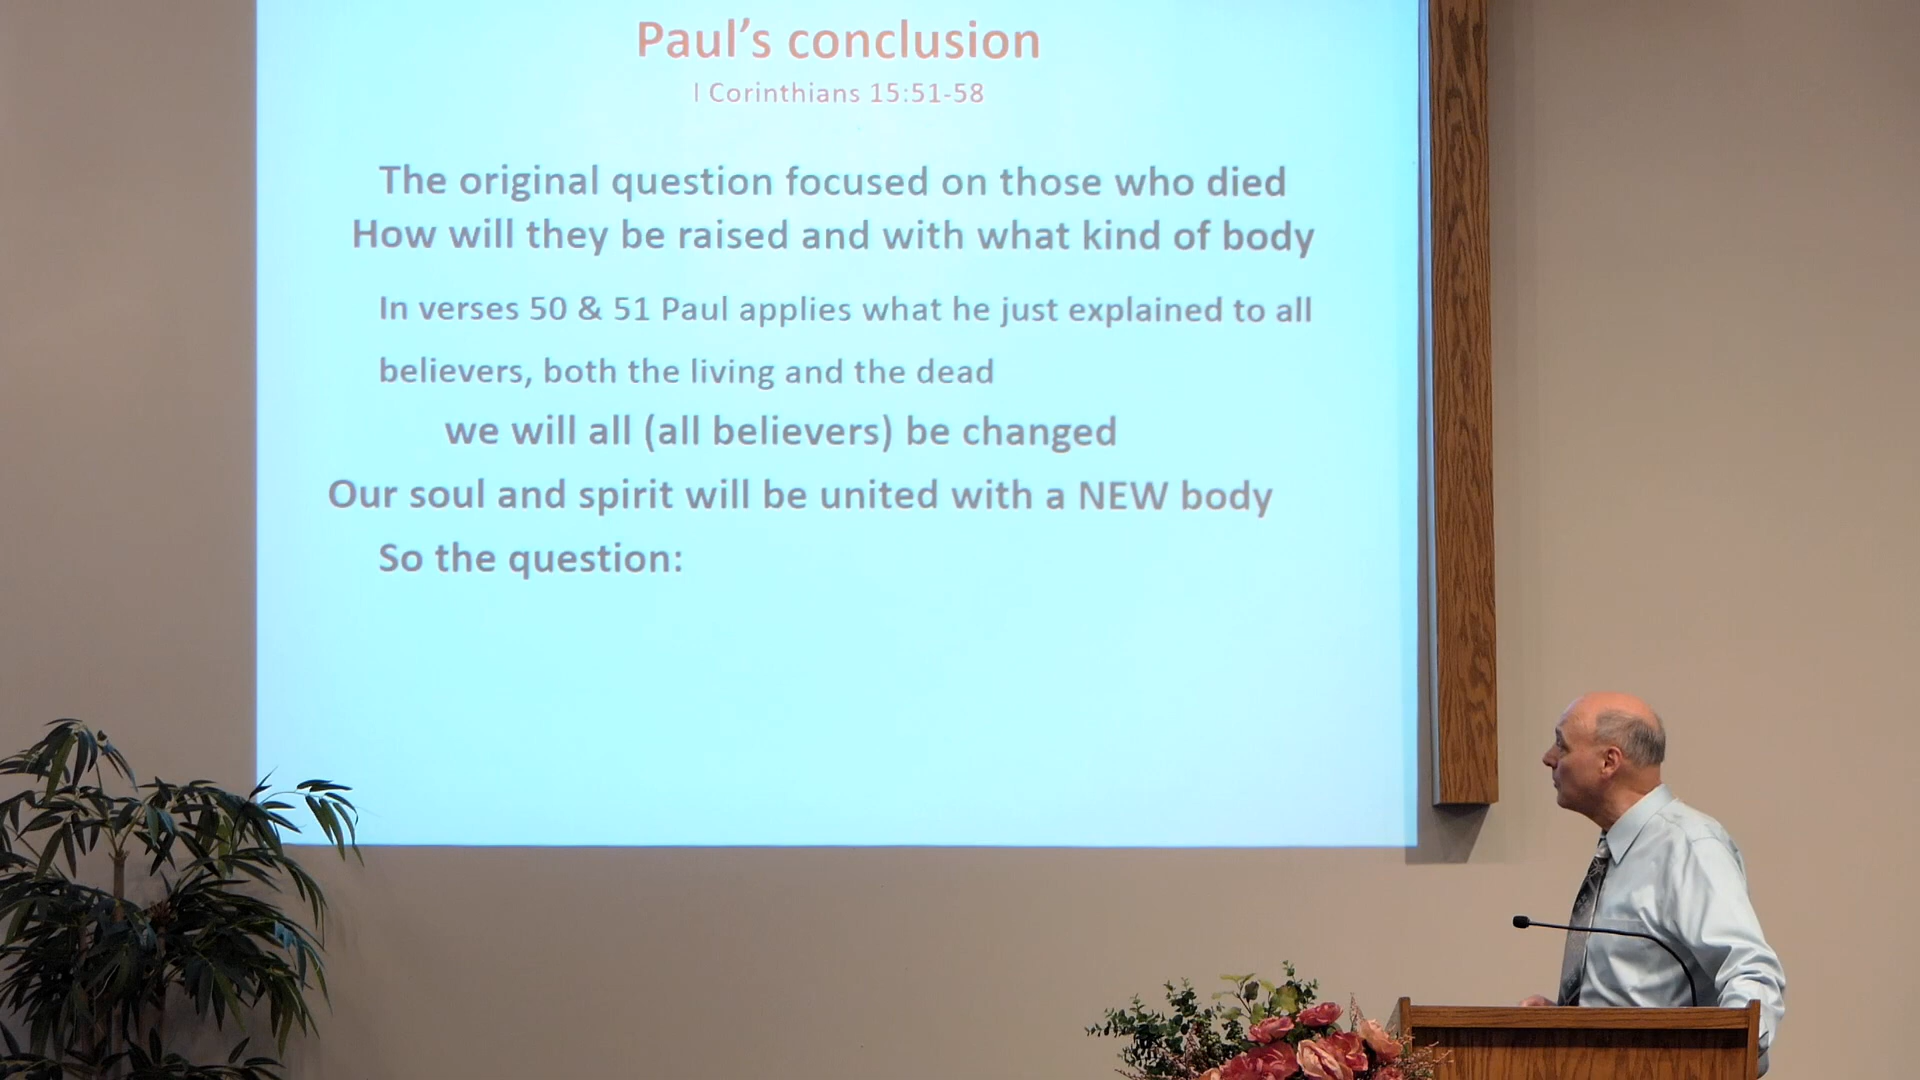 Paul’s conclusion
I Corinthians 15:51-58
The original question focused on those who died
How will they be raised and with what kind of body
In verses 50 & 51 Paul applies what he just explained to all
believers, both the living and the dead
we will all (all believers) be changed
Our soul and spirit will be united with a NEW body
So the question: